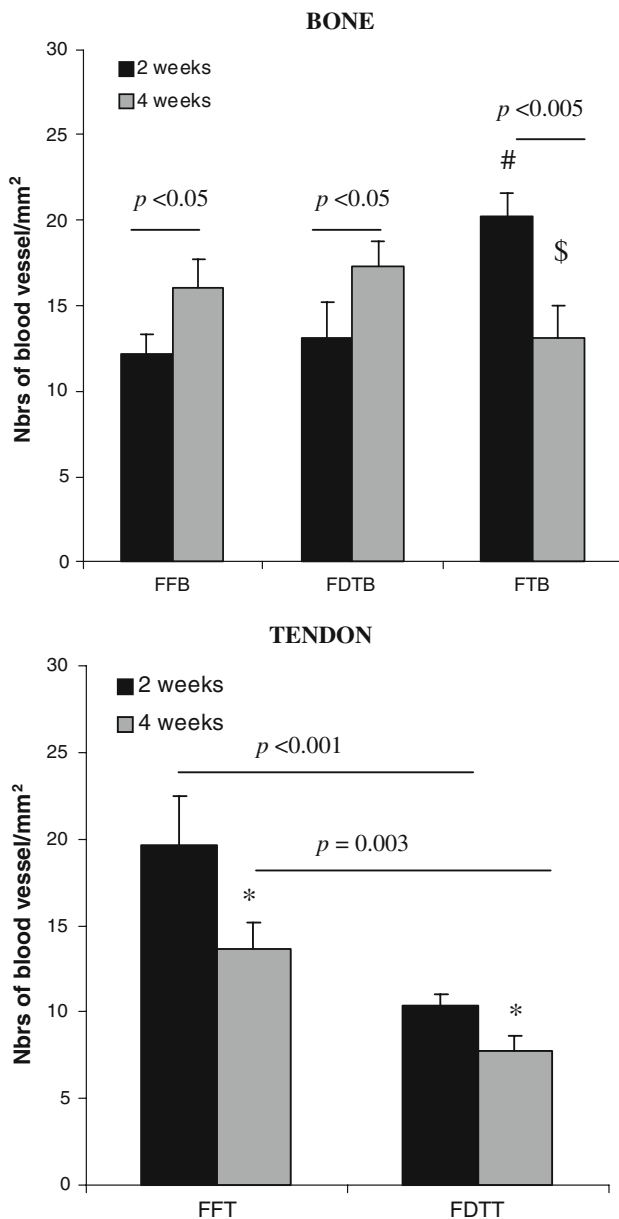 BONE
30
25
20
15
10
5
0
Nbrs of blood vessel/mm²
2 weeks
4 weeks
p <0.05
p <0.05
p <0.005
#
$
FFB
FDTB
FTB
TENDON
30
25
20
15
10
5
0
Nbrs of blood vessel/mm²
2 weeks
4 weeks
p <0.001
p = 0.003
*
*
FFT
FDTT